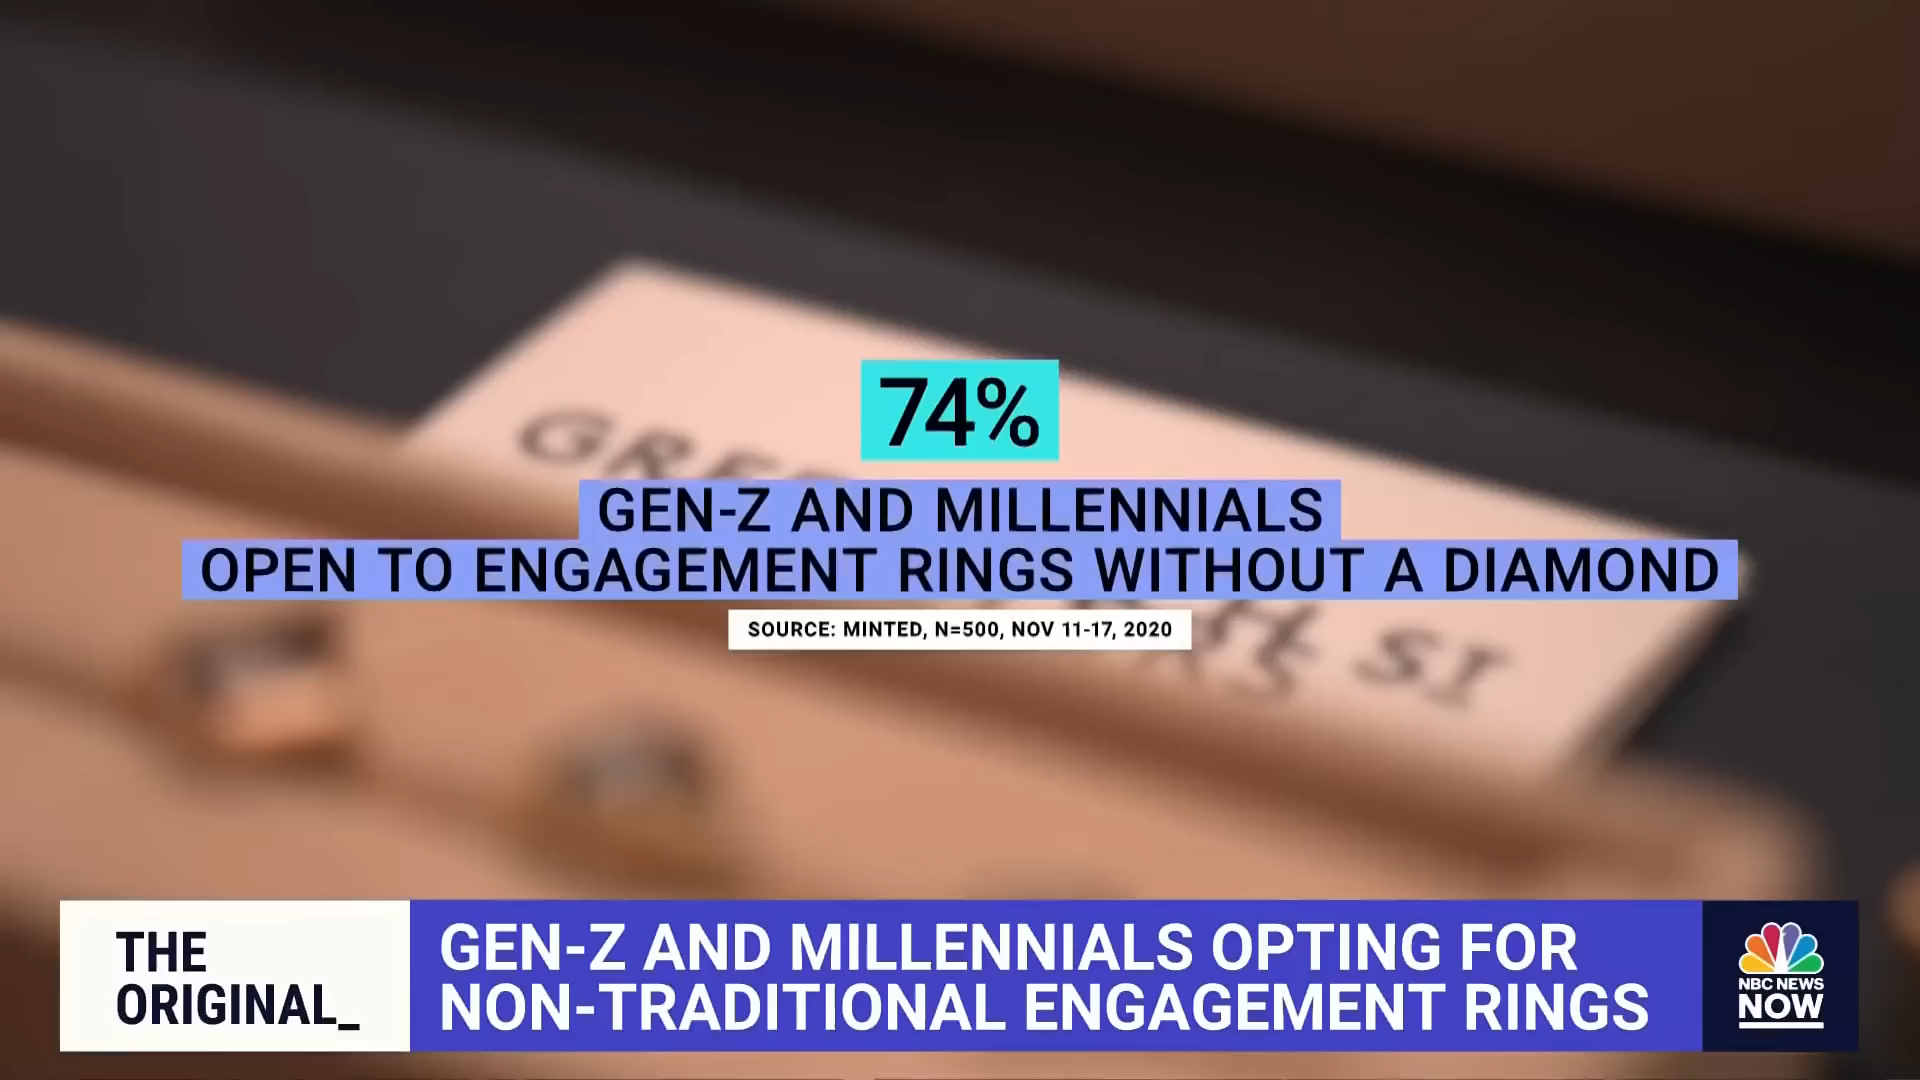 74%
GEN-Z AND MILLENNIALS
OPEN TO ENGAGEMENT RINGS WITHOUT A DIAMOND
SOURCE: MINTED, N=500, NOV 11-17, 2020
THE
ORIGINAL_
GEN-Z AND MILLENNIALS OPTING FOR
NON-TRADITIONAL ENGAGEMENT RINGS
NBC NEWS
NOW